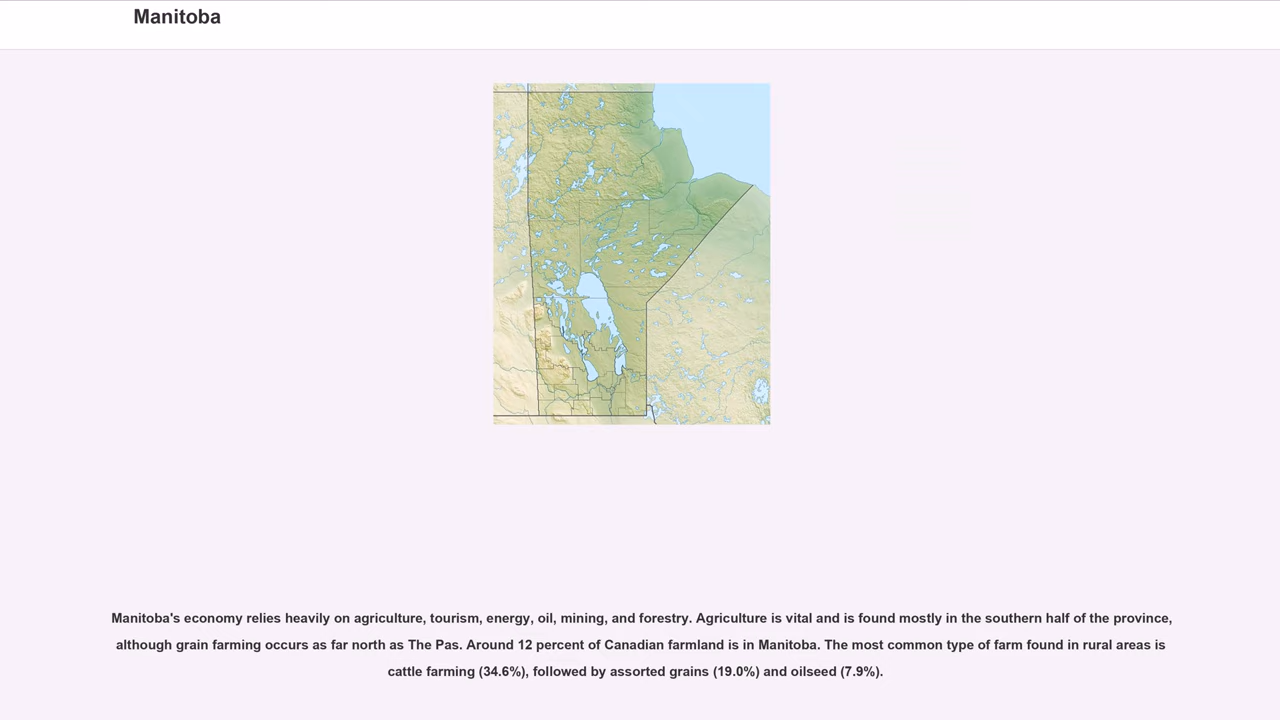 Manitoba
Manitoba's economy relies heavily on agriculture, tourism, energy, oil, mining, and forestry. Agriculture is vital and is found mostly in the southern half of the province,
although grain farming occurs as far north as The Pas. Around 12 percent of Canadian farmland is in Manitoba. The most common type of farm found in rural areas is
cattle farming (34.6%), followed by assorted grains (19.0%) and oilseed (7.9%).